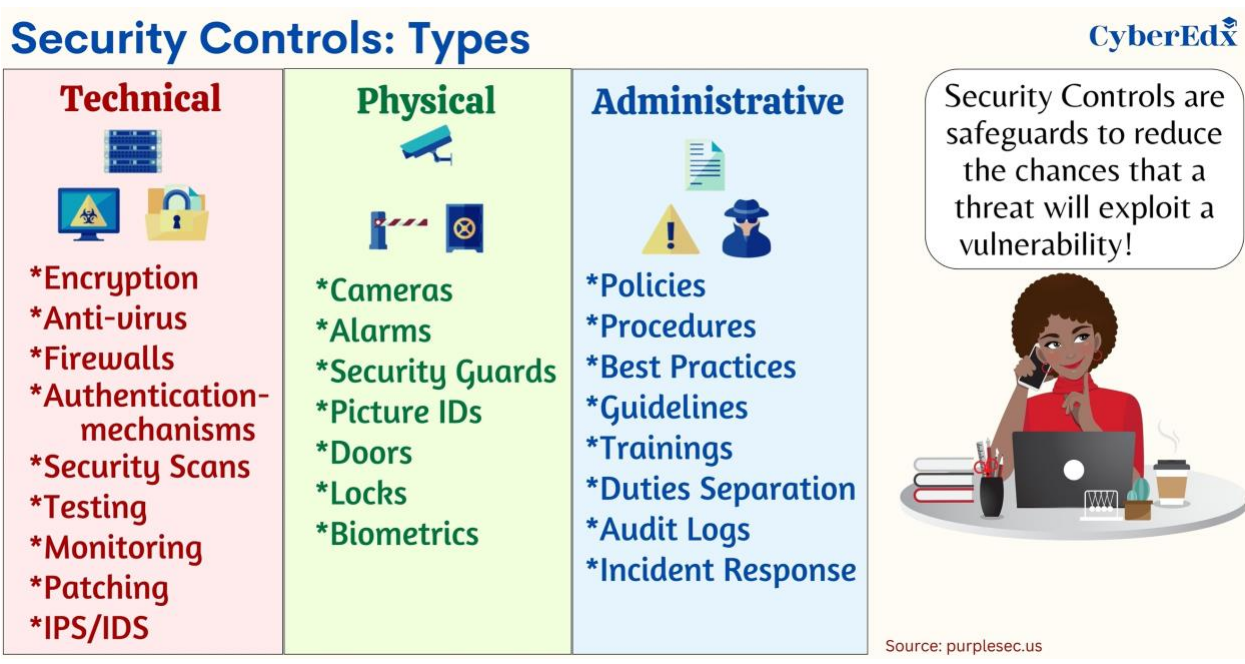 Security Controls: Types
CyberEdx
Technical
*Encryption
*Anti-virus
*Firewalls
*Authentication-
mechanisms
*Security Scans
*Testing
*Monitoring
*Patching
*IPS/IDS
Physical
*Cameras
*Alarms
*Security Guards
*Picture IDs
*Doors
*Locks
*Biometrics
Administrative
*Policies
*Procedures
*Best Practices
*Guidelines
*Trainings
*Duties Separation
*Audit Logs
*Incident Response
Security Controls are
safeguards to reduce
the chances that a
threat will exploit a
vulnerability!
Source: purplesec.us